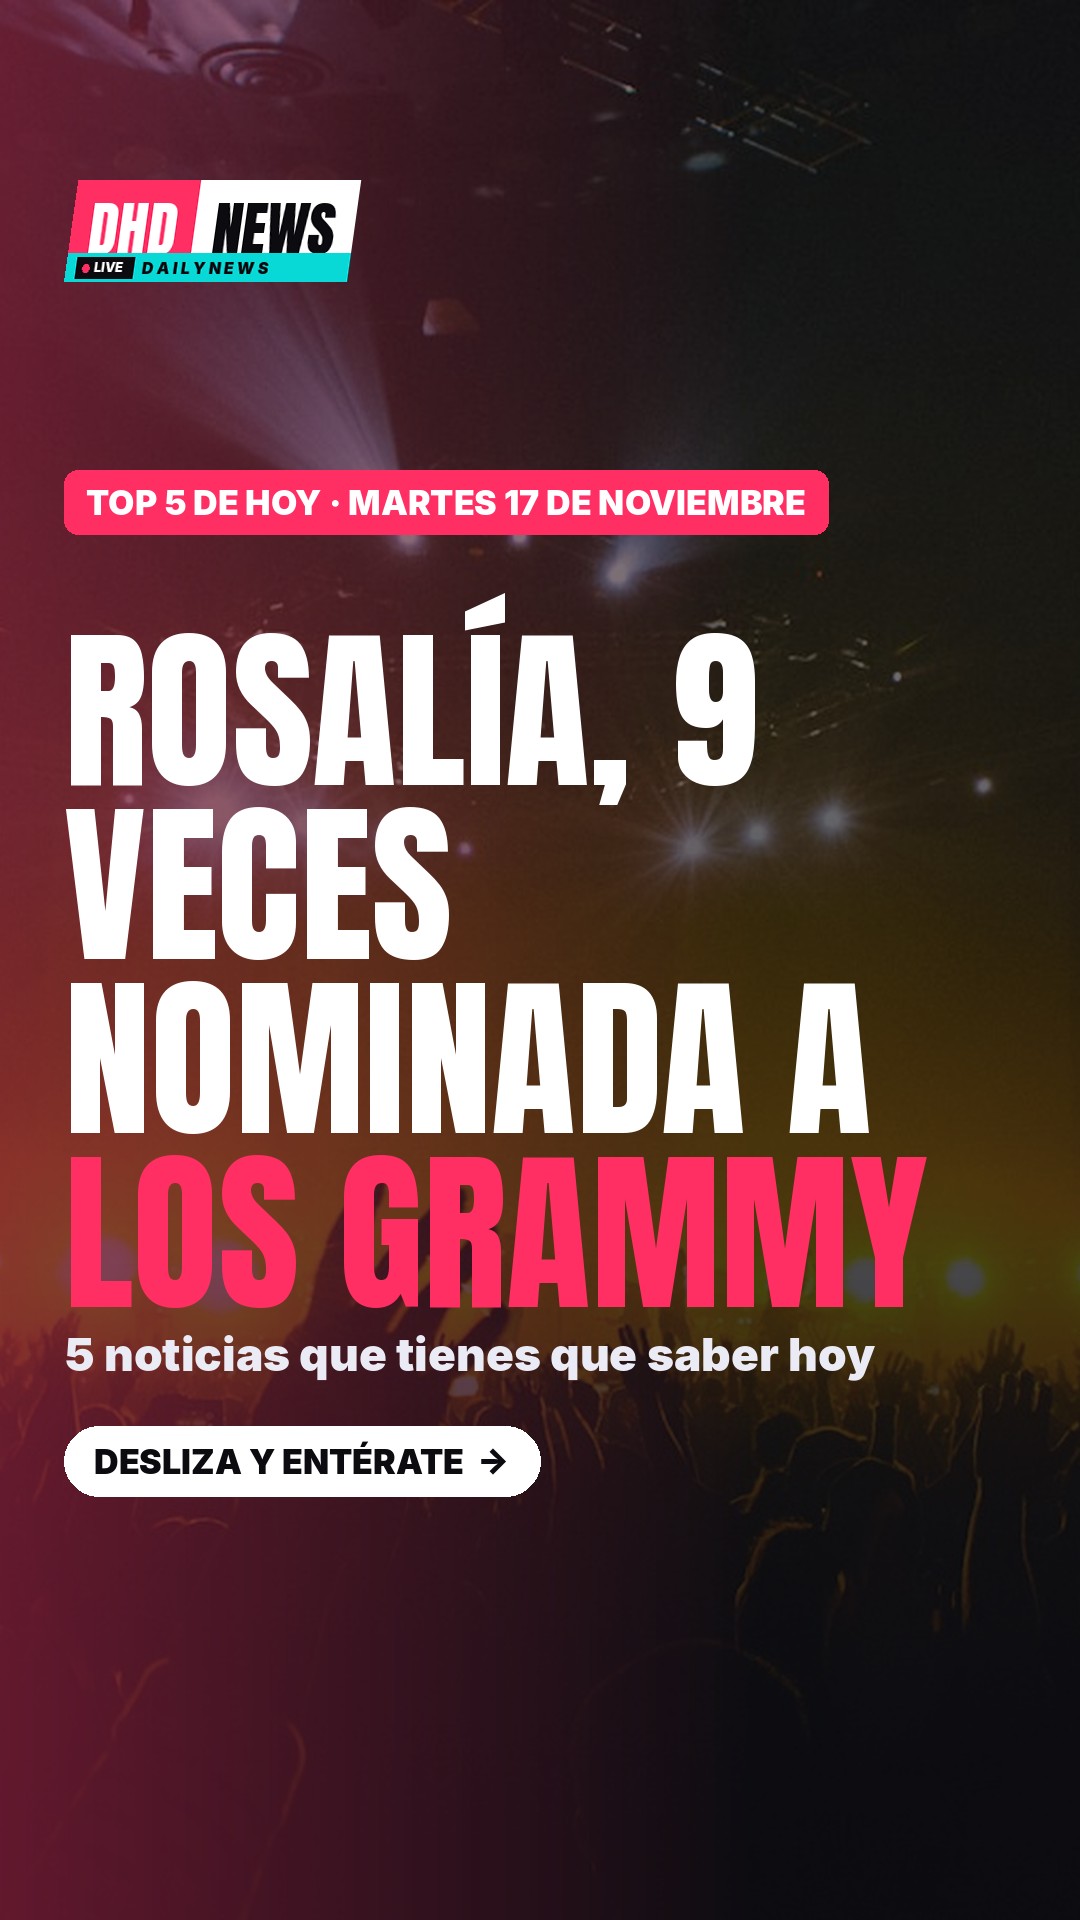 DHD NEWS
LIVE DAILYNEWS
TOP 5 DE HOY · MARTES 17 DE NOVIEMBRE
ROSALÍA, 9
VECES
NOMINADA A
LOS GRAMMY
5 noticias que tienes que saber hoy
DESLIZA Y ENTÉRATE →